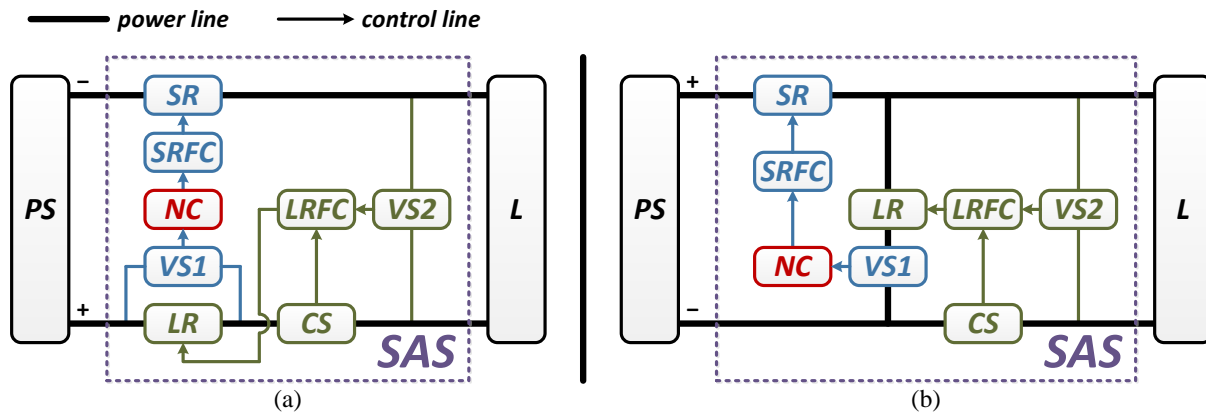 power line
control line
−
SR
SRFC
PS
NC
LRFC
VS2
L
VS1
+
LR
CS
SAS
(a)
+
SR
SRFC
PS
LR
LRFC
VS2
L
NC
VS1
−
CS
SAS
(b)